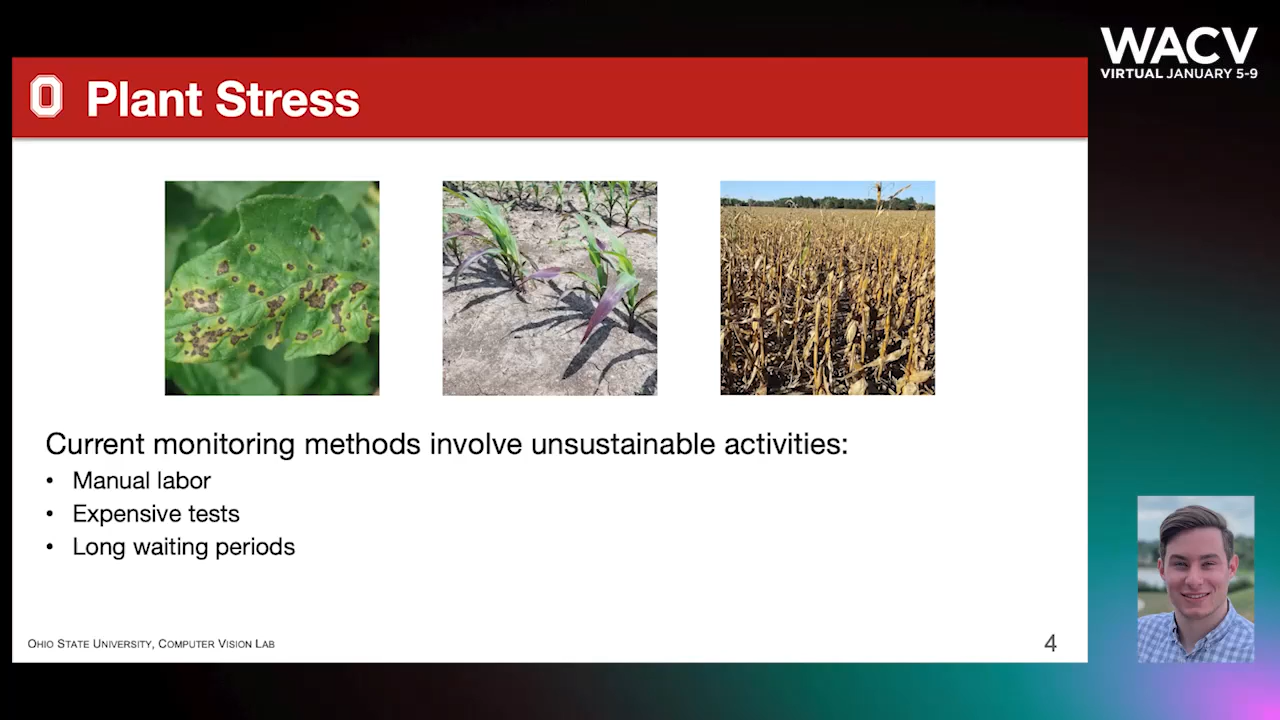 WACV
VIRTUAL JANUARY 5-9
O Plant Stress
Current monitoring methods involve unsustainable activities:
• Manual labor
• Expensive tests
• Long waiting periods
OHIO STATE UNIVERSITY, COMPUTER VISION LAB
4